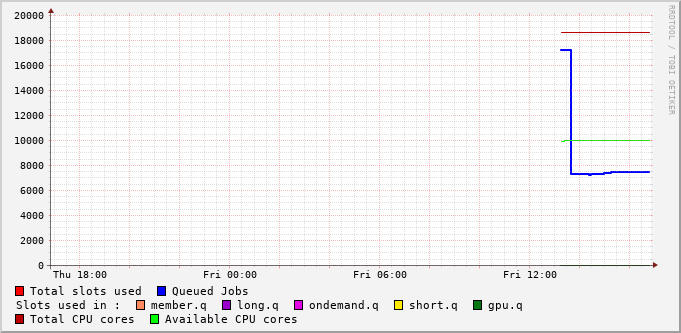 RRDTOOL / TOBI OETIKER
20000
18000
16000
14000
12000
10000
8000
6000
4000
2000
0
Thu 18:00 Fri 00:00 Fri 06:00 Fri 12:00
Total slots used Queued Jobs
Slots used in : member.q long.q ondemand.q short.q gpu.q
Total CPU cores Available CPU cores